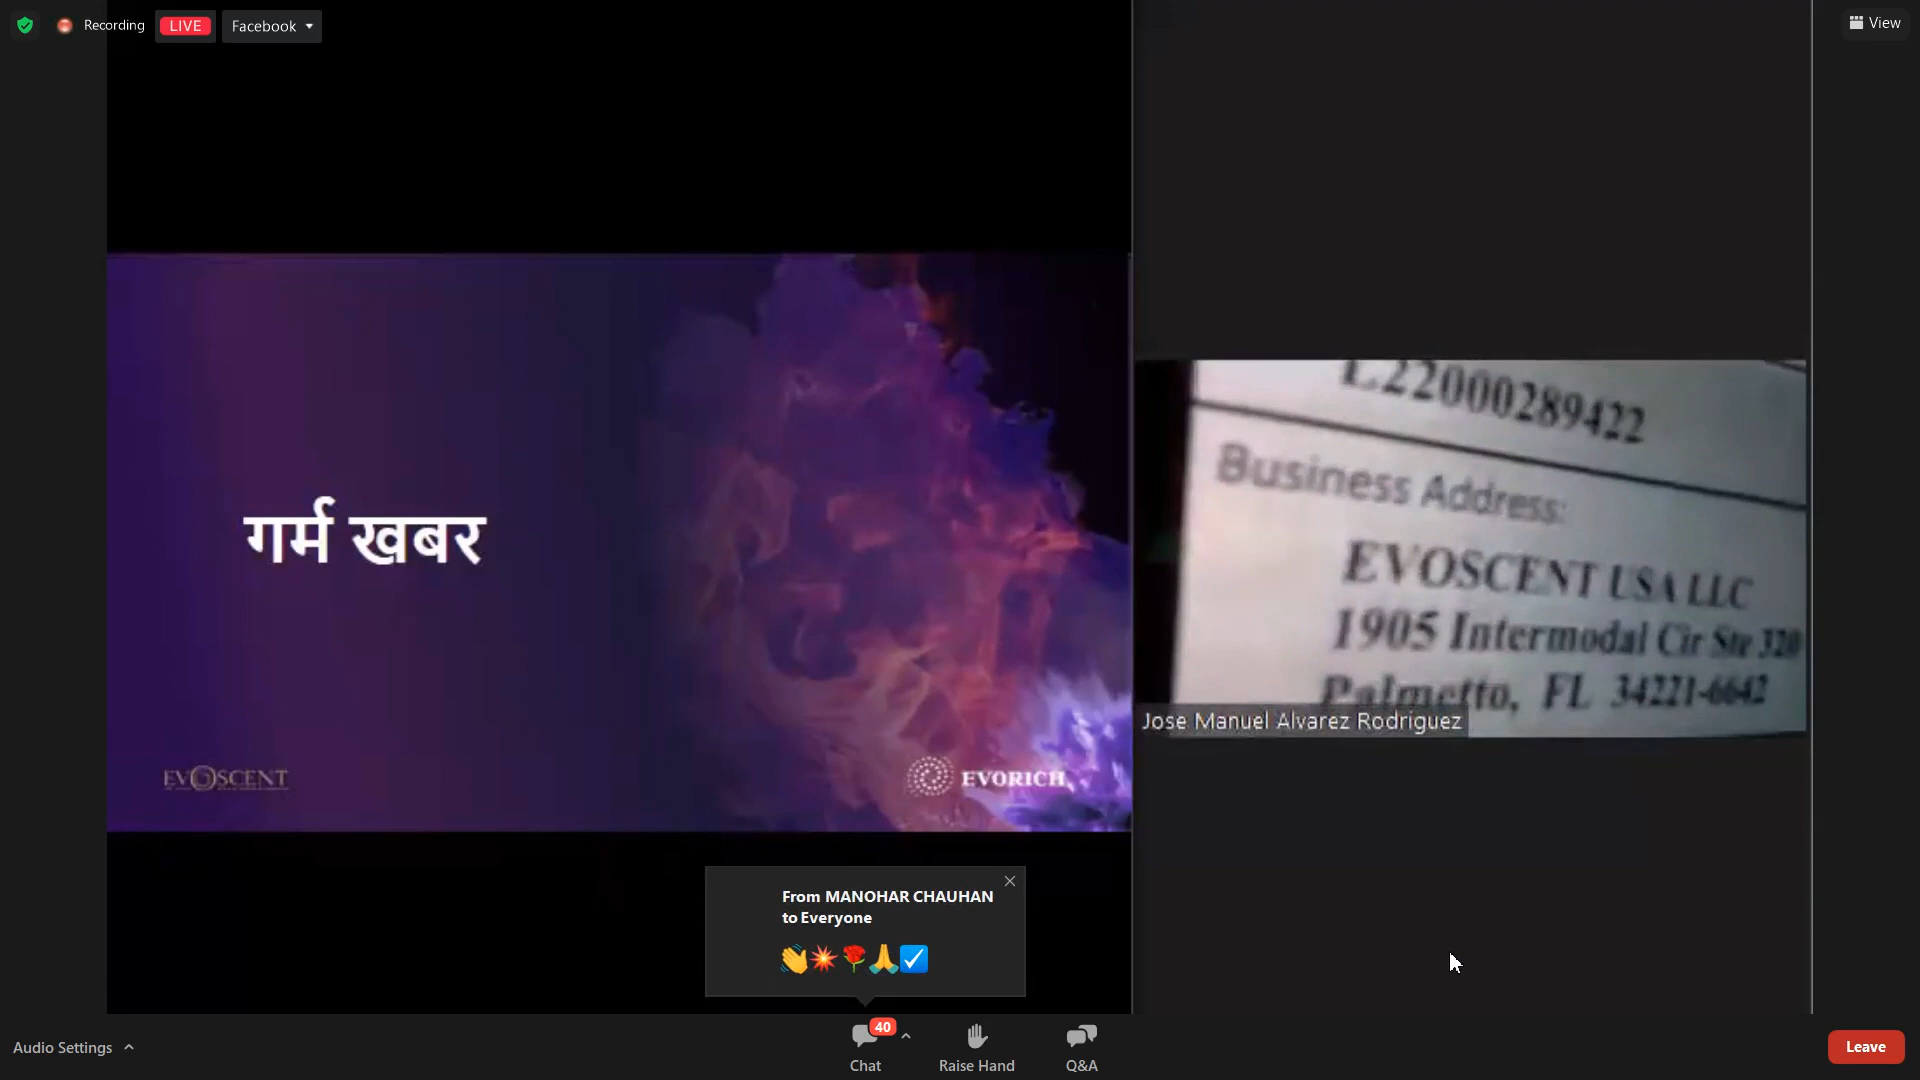 Recording
LIVE
Facebook
View
गर्म खबर
EVOSCENT
EVORICH
L22000289422
Business Address:
EVOSCENT USA LLC
1905 Intermodal Cir Ste 320
Palmetto, FL 34221-6642
Jose Manuel Alvarez Rodriguez
From MANOHAR CHAUHAN
to Everyone
👋💥🌹🙏☑️
Audio Settings
40
Chat
Raise Hand
Q&A
Leave